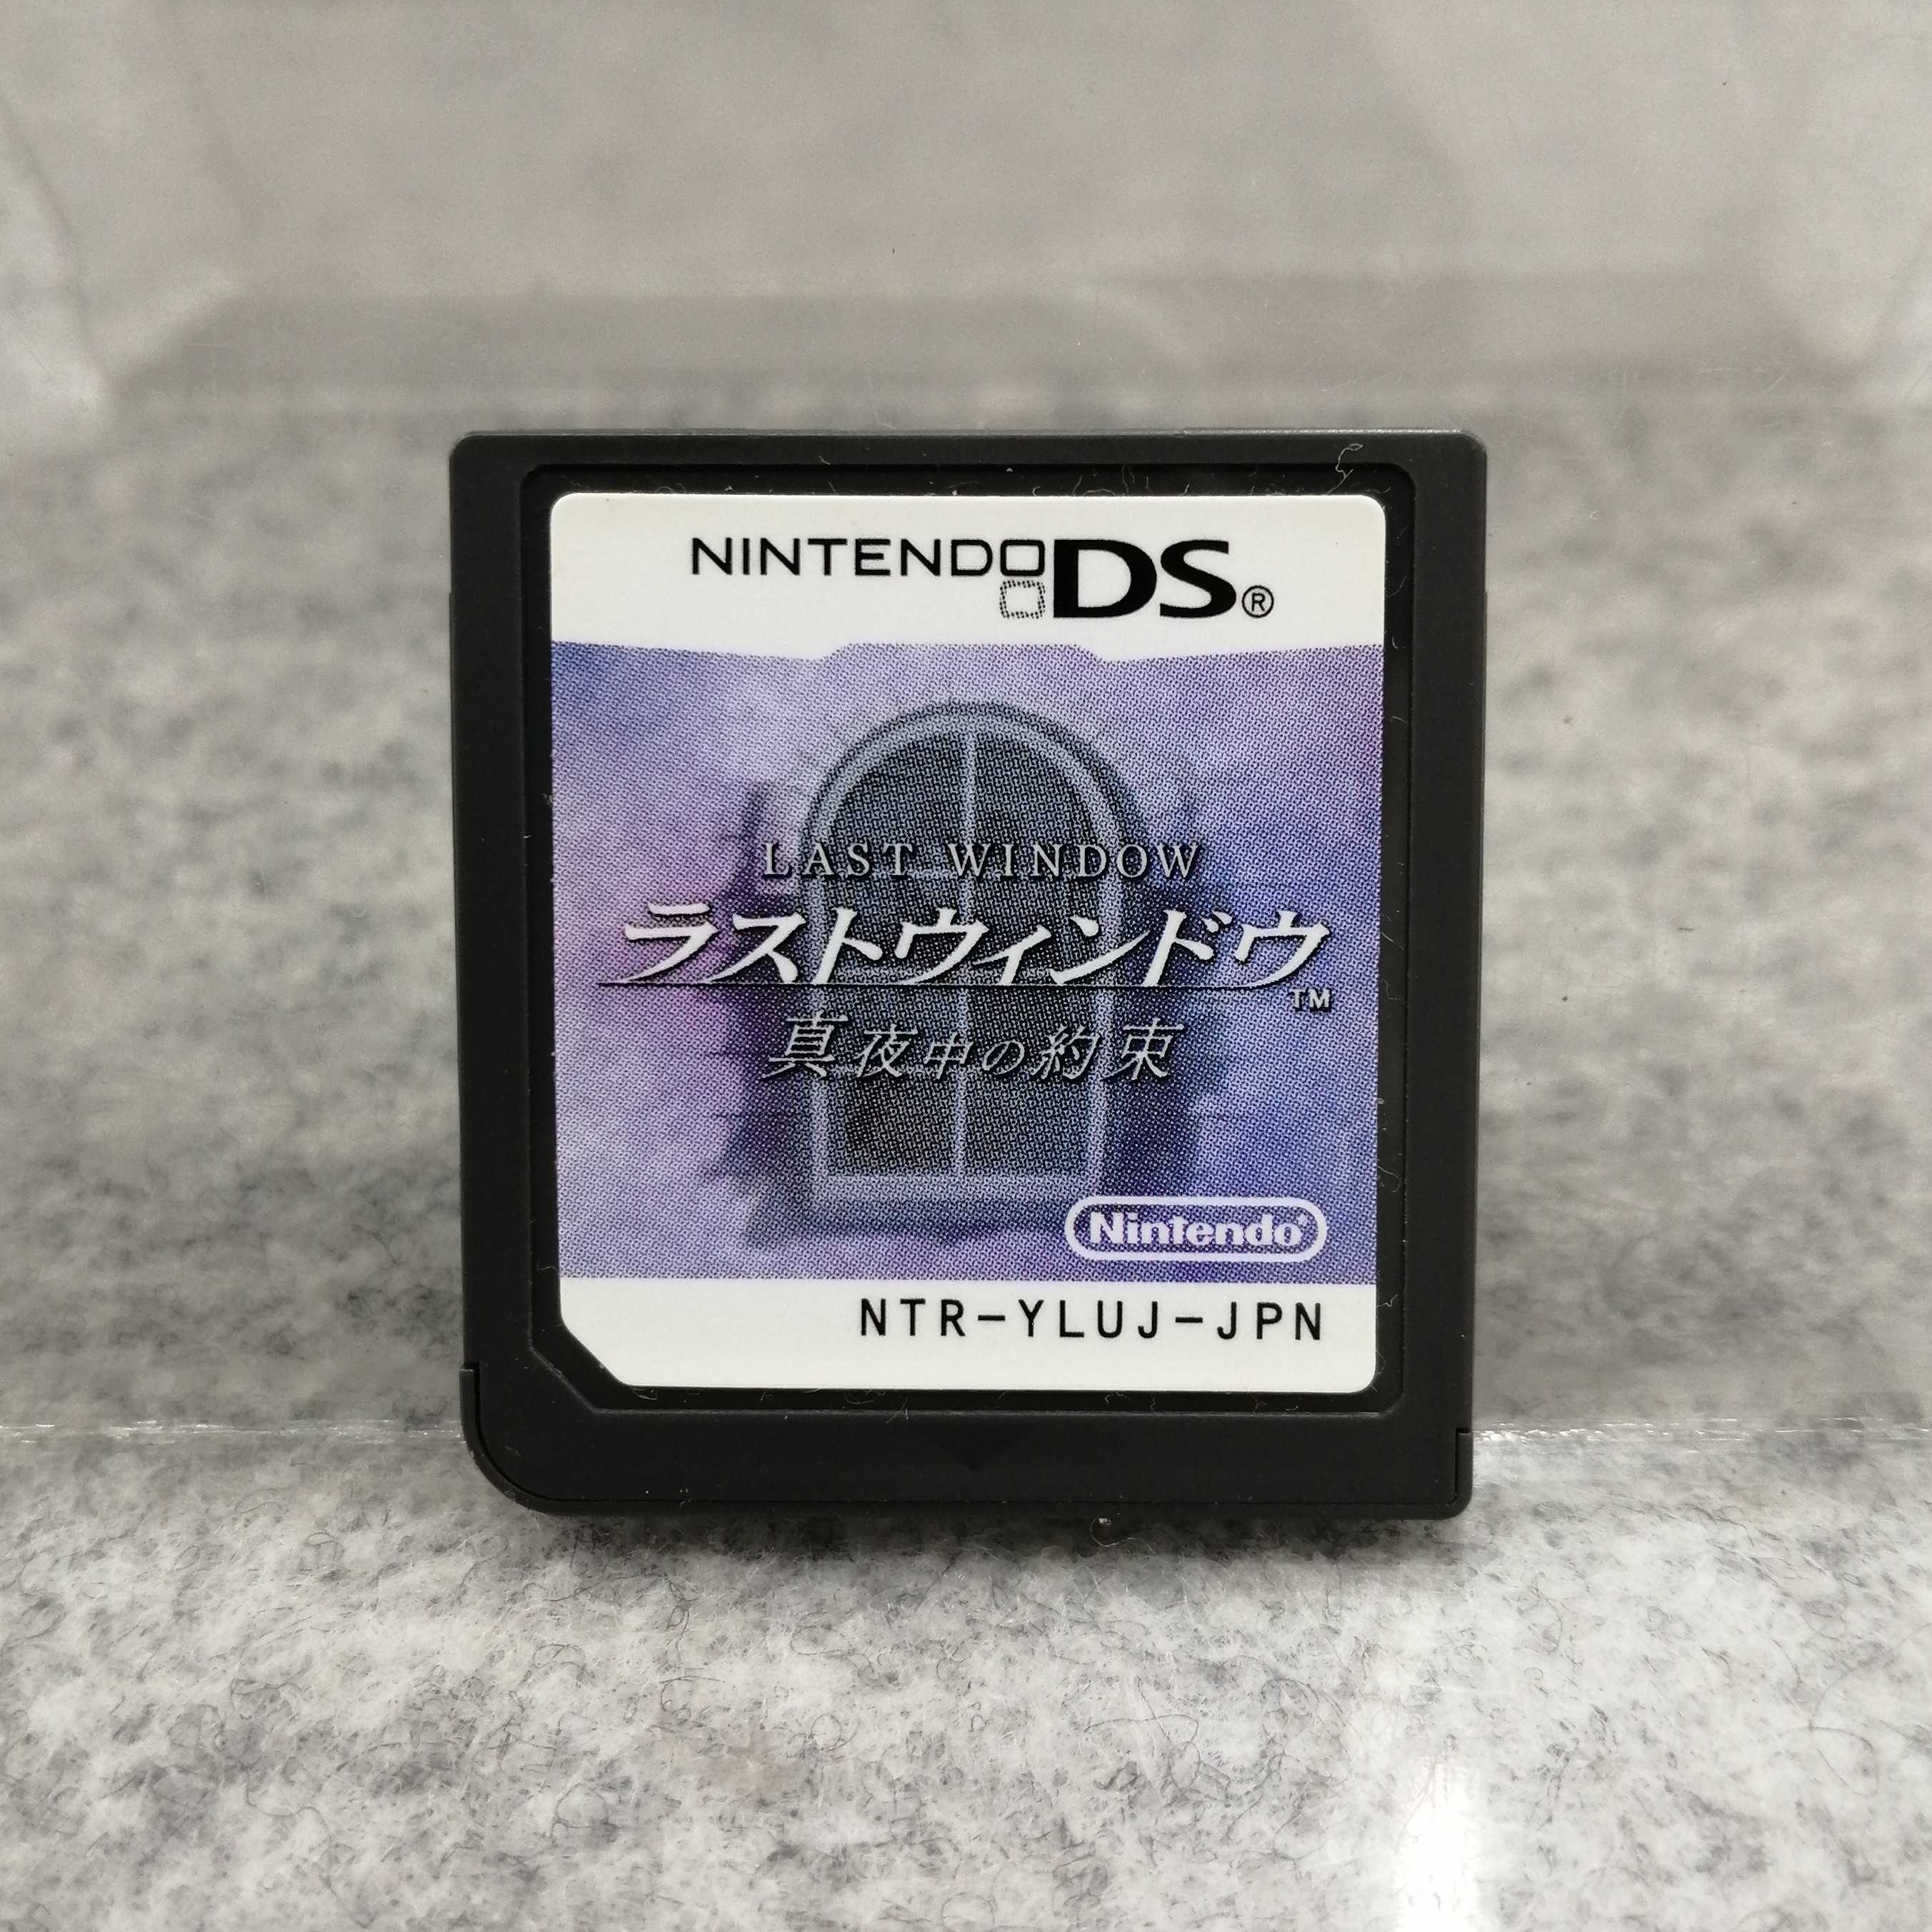 NINTENDO DS®
LAST WINDOW
ラストウィンドウ™
真夜中の約束
Nintendo®
NTR-YLUJ-JPN